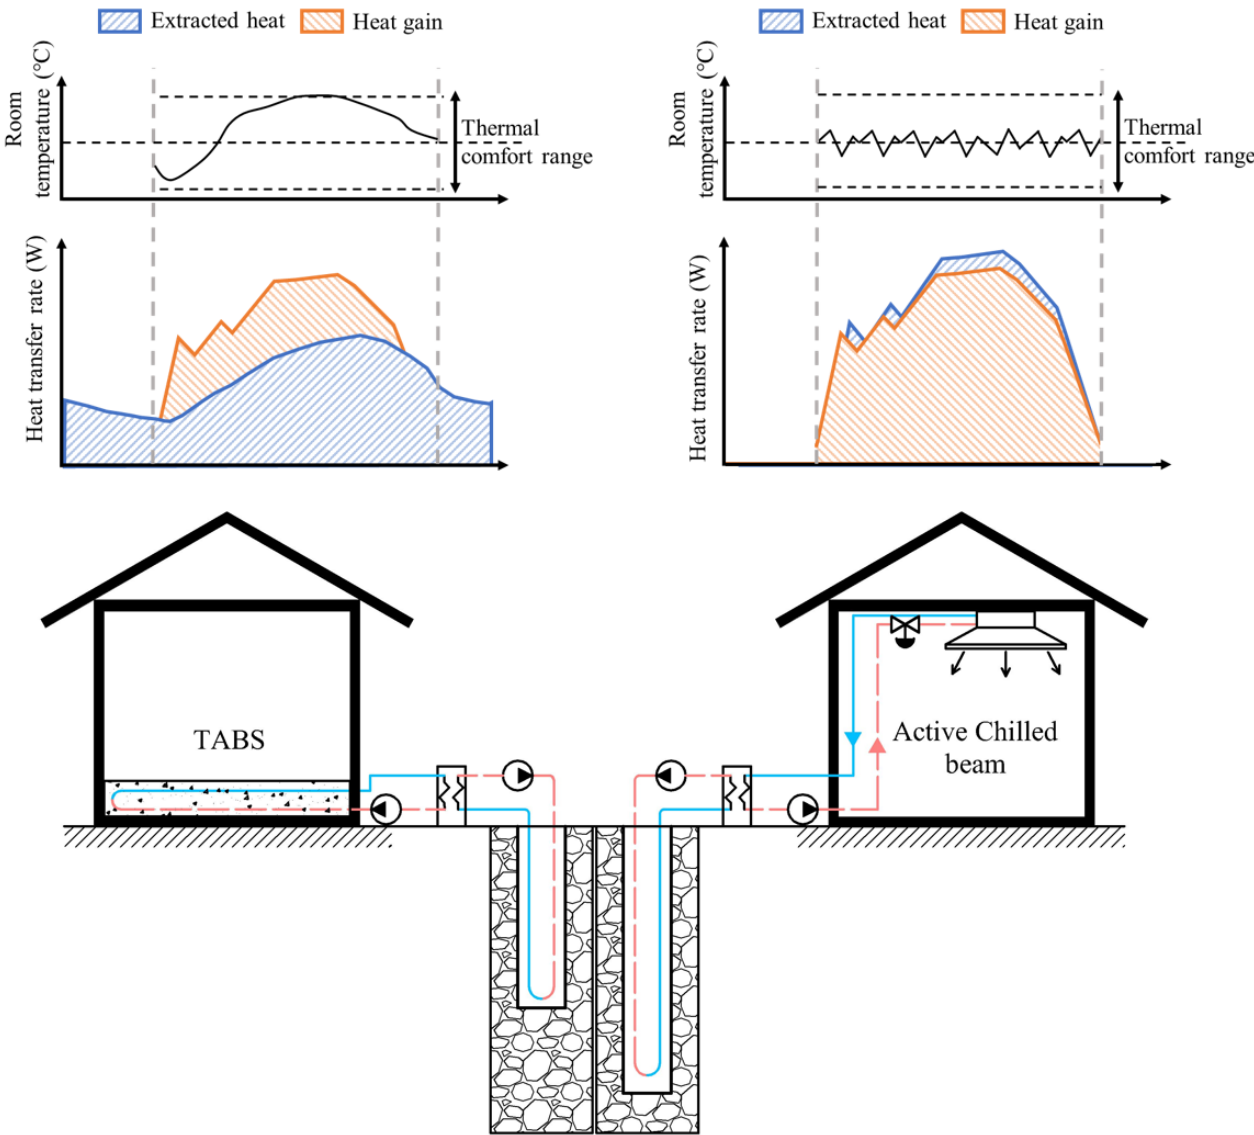 Extracted heat
Heat gain
Room
temperature (°C)
Thermal
comfort range
Heat transfer rate (W)
Extracted heat
Heat gain
Room
temperature (°C)
Thermal
comfort range
Heat transfer rate (W)
TABS
Active Chilled
beam